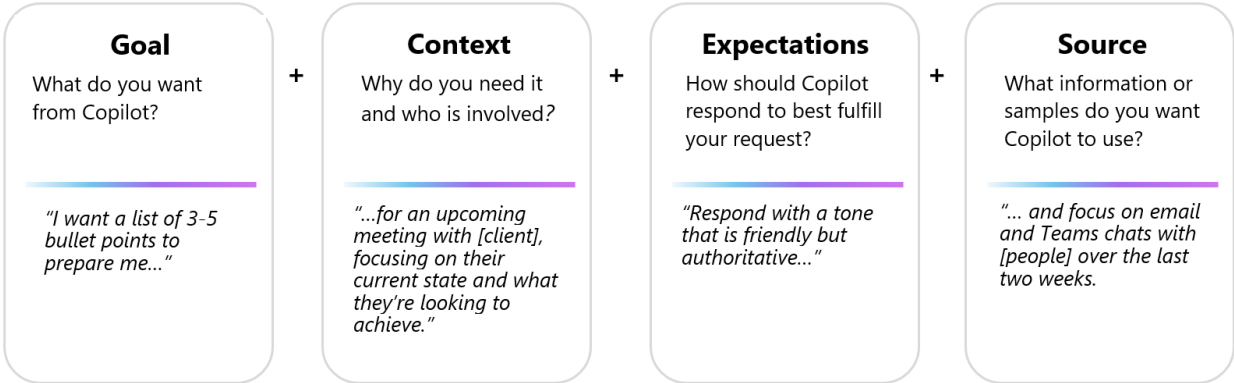 Goal
What do you want
from Copilot?
“I want a list of 3-5
bullet points to
prepare me...”
+
Context
Why do you need it
and who is involved?
“...for an upcoming
meeting with [client],
focusing on their
current state and what
they’re looking to
achieve.”
+
Expectations
How should Copilot
respond to best fulfill
your request?
“Respond with a tone
that is friendly but
authoritative...”
+
Source
What information or
samples do you want
Copilot to use?
“... and focus on email
and Teams chats with
[people] over the last
two weeks.